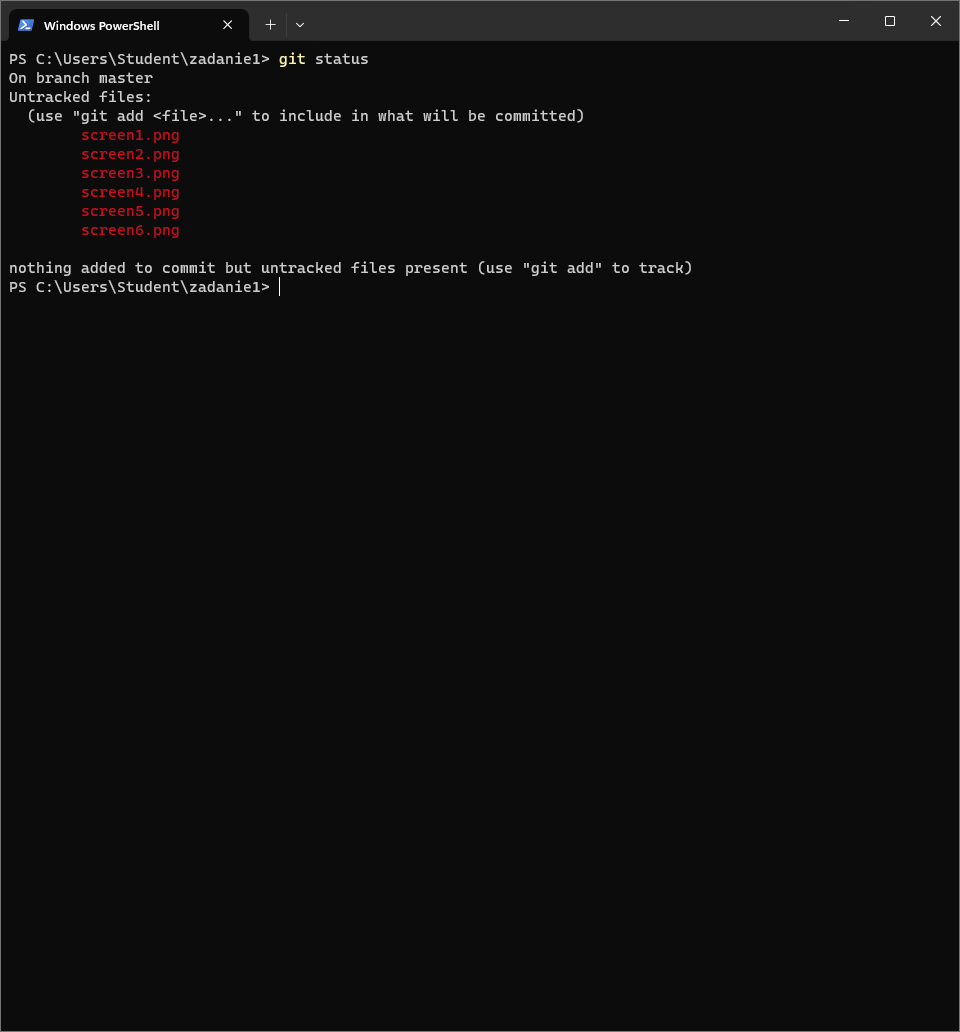 Windows PowerShell
PS C:\Users\Student\zadanie1> git status
On branch master
Untracked files:
  (use "git add <file>..." to include in what will be committed)
        screen1.png
        screen2.png
        screen3.png
        screen4.png
        screen5.png
        screen6.png

nothing added to commit but untracked files present (use "git add" to track)
PS C:\Users\Student\zadanie1>